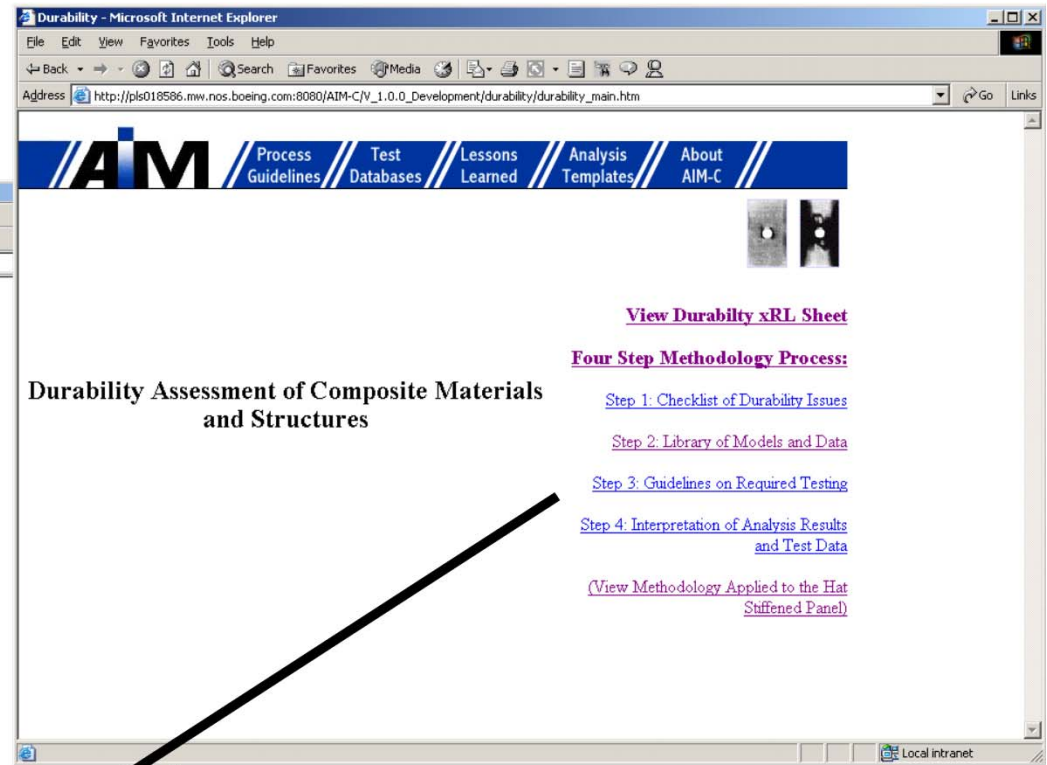 Durability - Microsoft Internet Explorer
File Edit View Favorites Tools Help
Back Search Favorites Media
Address http://pls018586.mw.nos.boeing.com:8080/AIM-C/V_1.0.0_Development/durability/durability_main.htm Go Links
AIM Process Guidelines Test Databases Lessons Learned Analysis Templates About AIM-C
View Durabilty xRL Sheet
Four Step Methodology Process:
Durability Assessment of Composite Materials
and Structures
Step 1: Checklist of Durability Issues
Step 2: Library of Models and Data
Step 3: Guidelines on Required Testing
Step 4: Interpretation of Analysis Results
and Test Data
(View Methodology Applied to the Hat
Stiffened Panel)
Local intranet